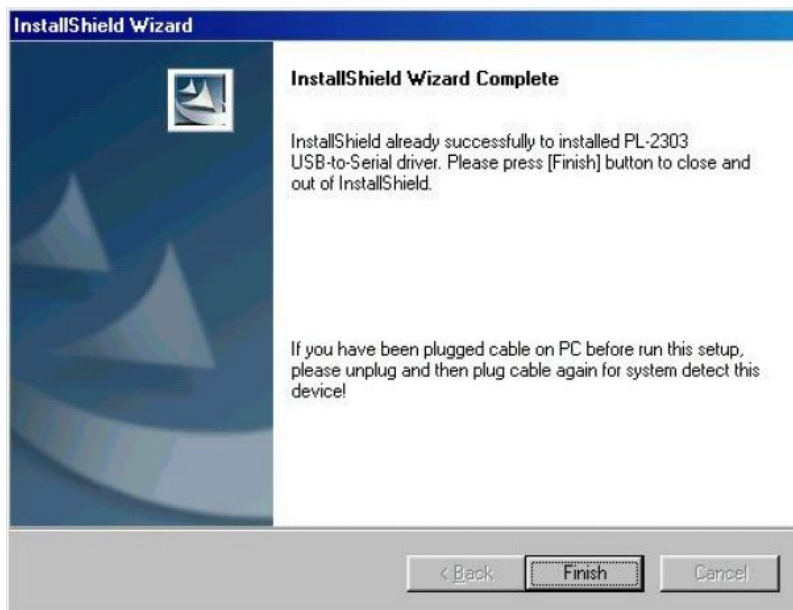 InstallShield Wizard
InstallShield Wizard Complete
InstallShield already successfully to installed PL-2303
USB-to-Serial driver. Please press [Finish] button to close and
out of InstallShield.
If you have been plugged cable on PC before run this setup,
please unplug and then plug cable again for system detect this
device!
< Back
Finish
Cancel